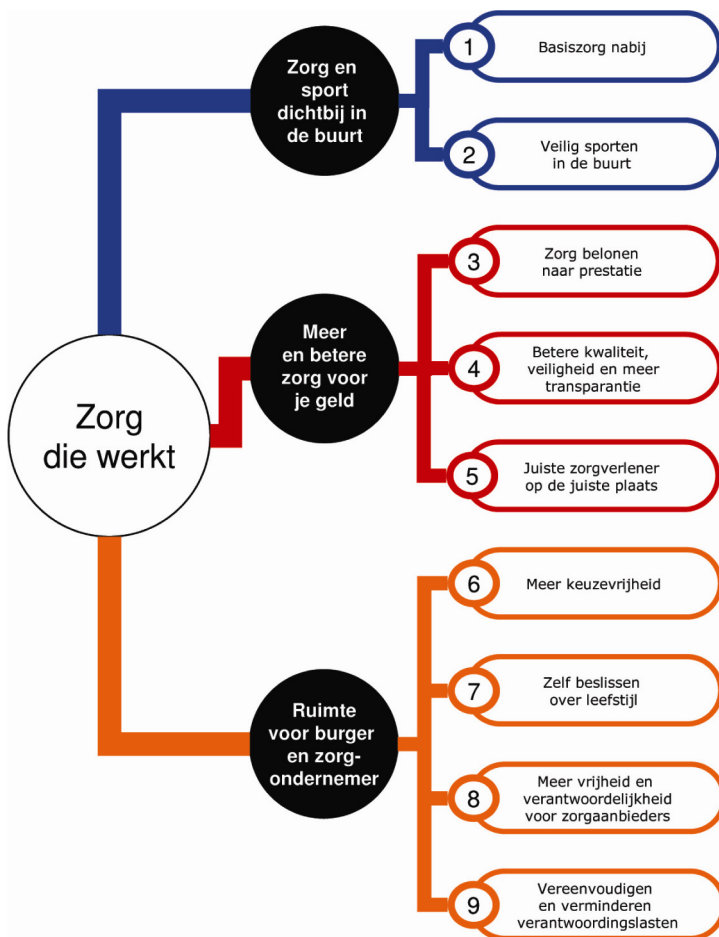 Zorg
die werkt
Zorg en
sport
dichtbij in
de buurt
1
Basiszorg nabij
2
Veilig sporten
in de buurt
Meer
en betere
zorg voor
je geld
3
Zorg belonen
naar prestatie
4
Betere kwaliteit,
veiligheid en meer
transparantie
5
Juiste zorgverlener
op de juiste plaats
Ruimte
voor burger
en zorg-
ondernemer
6
Meer keuzevrijheid
7
Zelf beslissen
over leefstijl
8
Meer vrijheid en
verantwoordelijkheid
voor zorgaanbieders
9
Vereenvoudigen
en verminderen
verantwoordingslasten